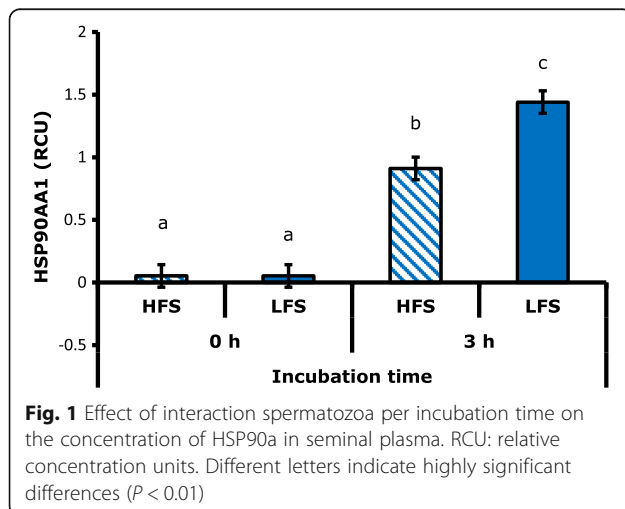 2
1.5
1
0.5
0
-0.5
HSP90AA1 (RCU)
a
a
b
c
HFS
LFS
HFS
LFS
0 h
3 h
Incubation time
Fig. 1 Effect of interaction spermatozoa per incubation time on
the concentration of HSP90a in seminal plasma. RCU: relative
concentration units. Different letters indicate highly significant
differences (P < 0.01)